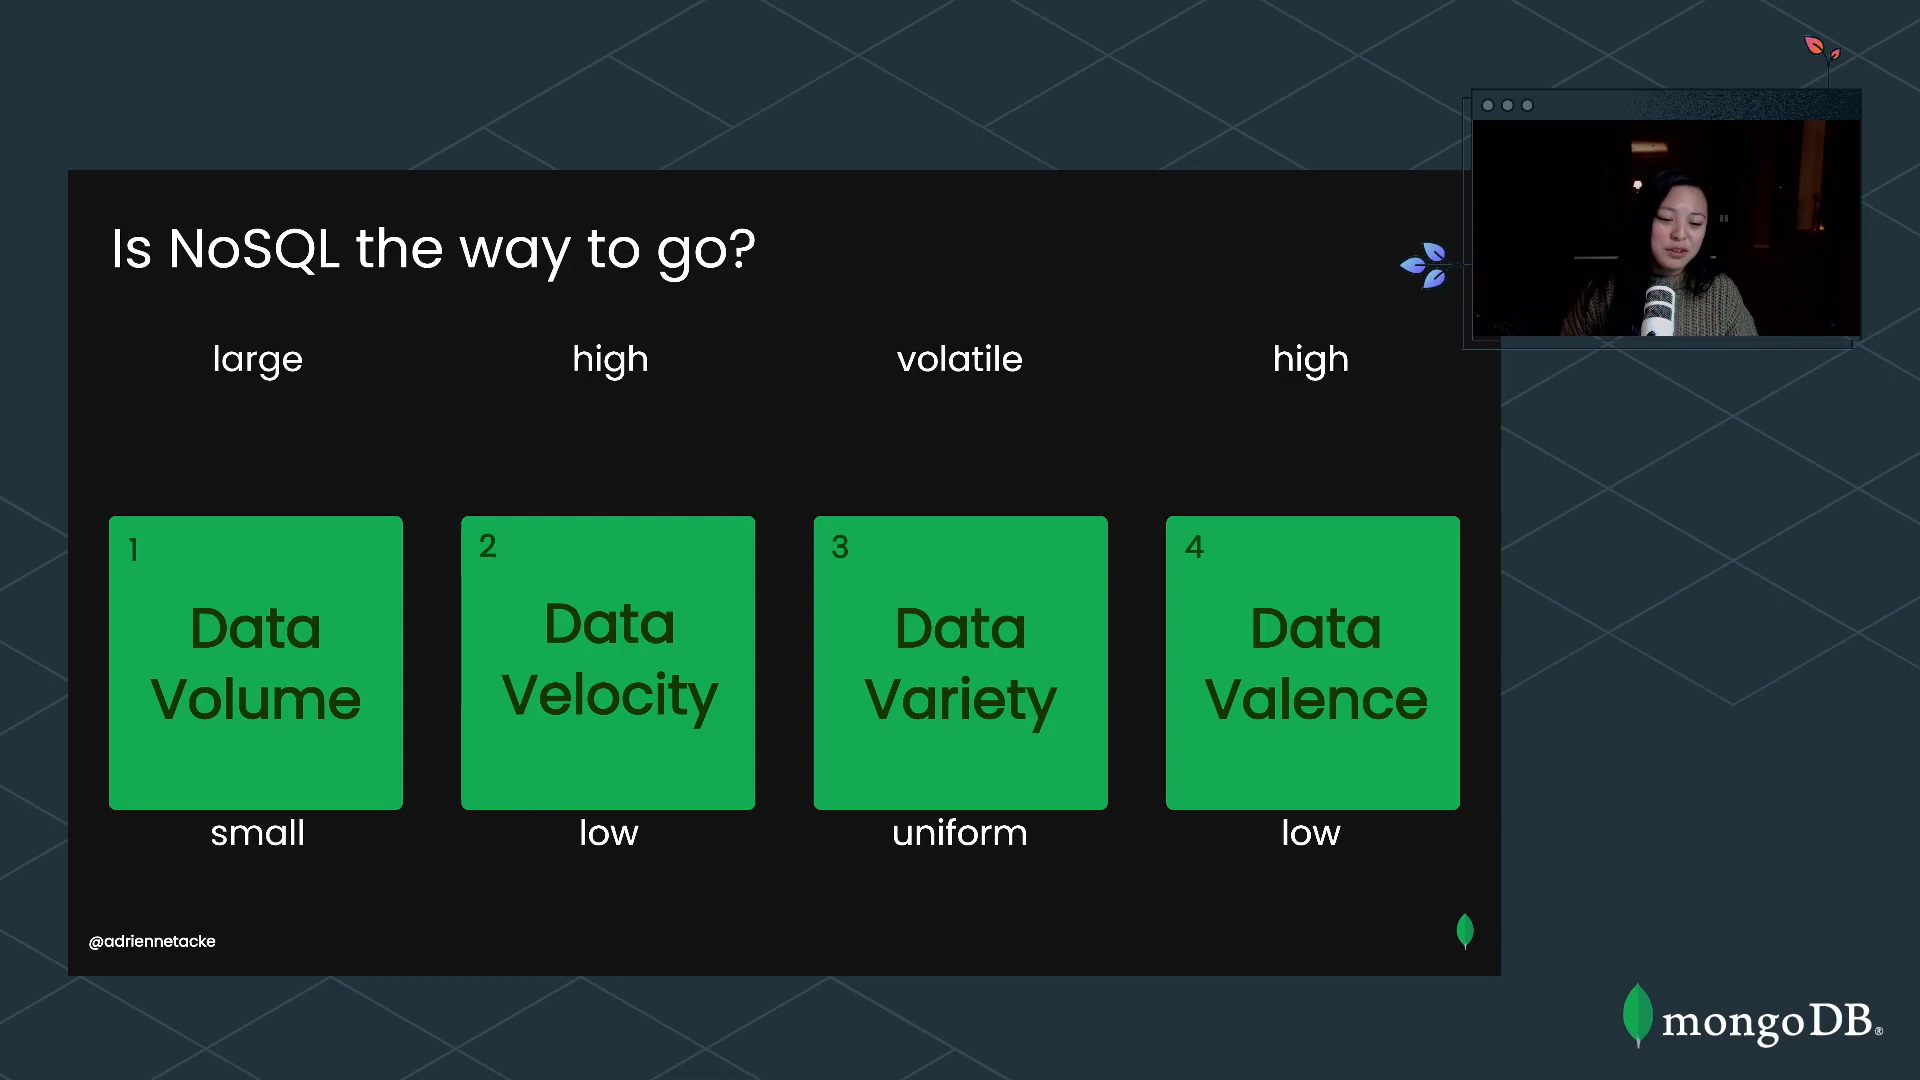 Is NoSQL the way to go?
large
high
volatile
high
1
Data
Volume
2
Data
Velocity
3
Data
Variety
4
Data
Valence
small
low
uniform
low
@adriennetacke
mongoDB®